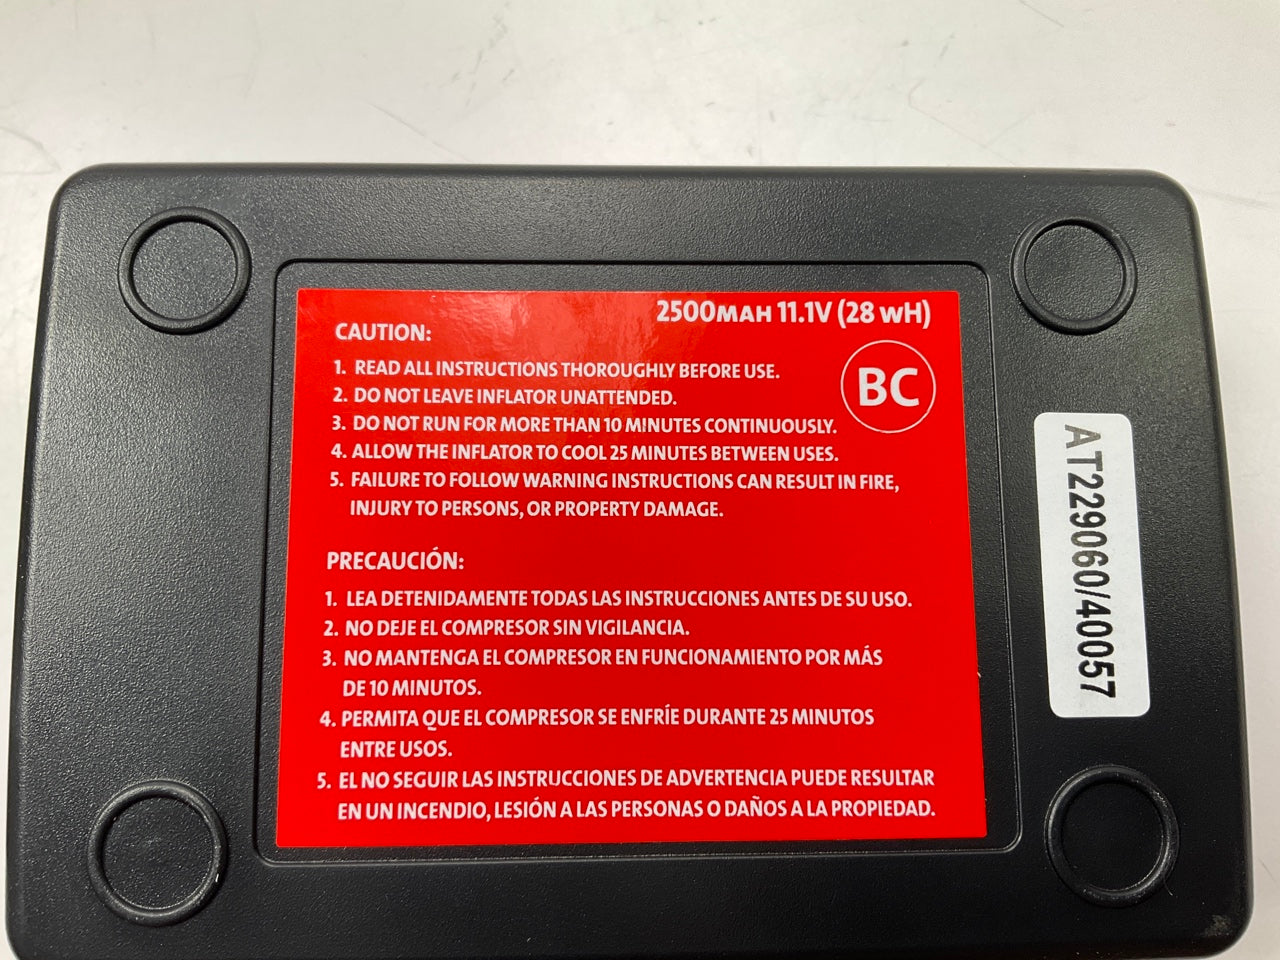 2500MAH 11.1V (28 WH)
CAUTION:
BC
1. READ ALL INSTRUCTIONS THOROUGHLY BEFORE USE.
2. DO NOT LEAVE INFLATOR UNATTENDED.
3. DO NOT RUN FOR MORE THAN 10 MINUTES CONTINUOUSLY.
4. ALLOW THE INFLATOR TO COOL 25 MINUTES BETWEEN USES.
5. FAILURE TO FOLLOW WARNING INSTRUCTIONS CAN RESULT IN FIRE,
INJURY TO PERSONS, OR PROPERTY DAMAGE.
PRECAUCIÓN:
1. LEA DETENIDAMENTE TODAS LAS INSTRUCCIONES ANTES DE SU USO.
2. NO DEJE EL COMPRESOR SIN VIGILANCIA.
3. NO MANTENGA EL COMPRESOR EN FUNCIONAMIENTO POR MÁS
DE 10 MINUTOS.
4. PERMITA QUE EL COMPRESOR SE ENFRÍE DURANTE 25 MINUTOS
ENTRE USOS.
5. EL NO SEGUIR LAS INSTRUCCIONES DE ADVERTENCIA PUEDE RESULTAR
EN UN INCENDIO, LESIÓN A LAS PERSONAS O DAÑOS A LA PROPIEDAD.
AT229060/40057